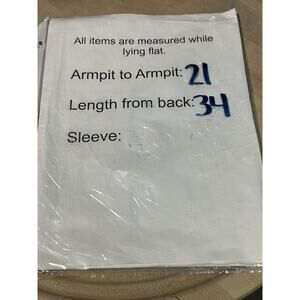 All items are measured while
lying flat.
Armpit to Armpit: 21
Length from back: 34
Sleeve: